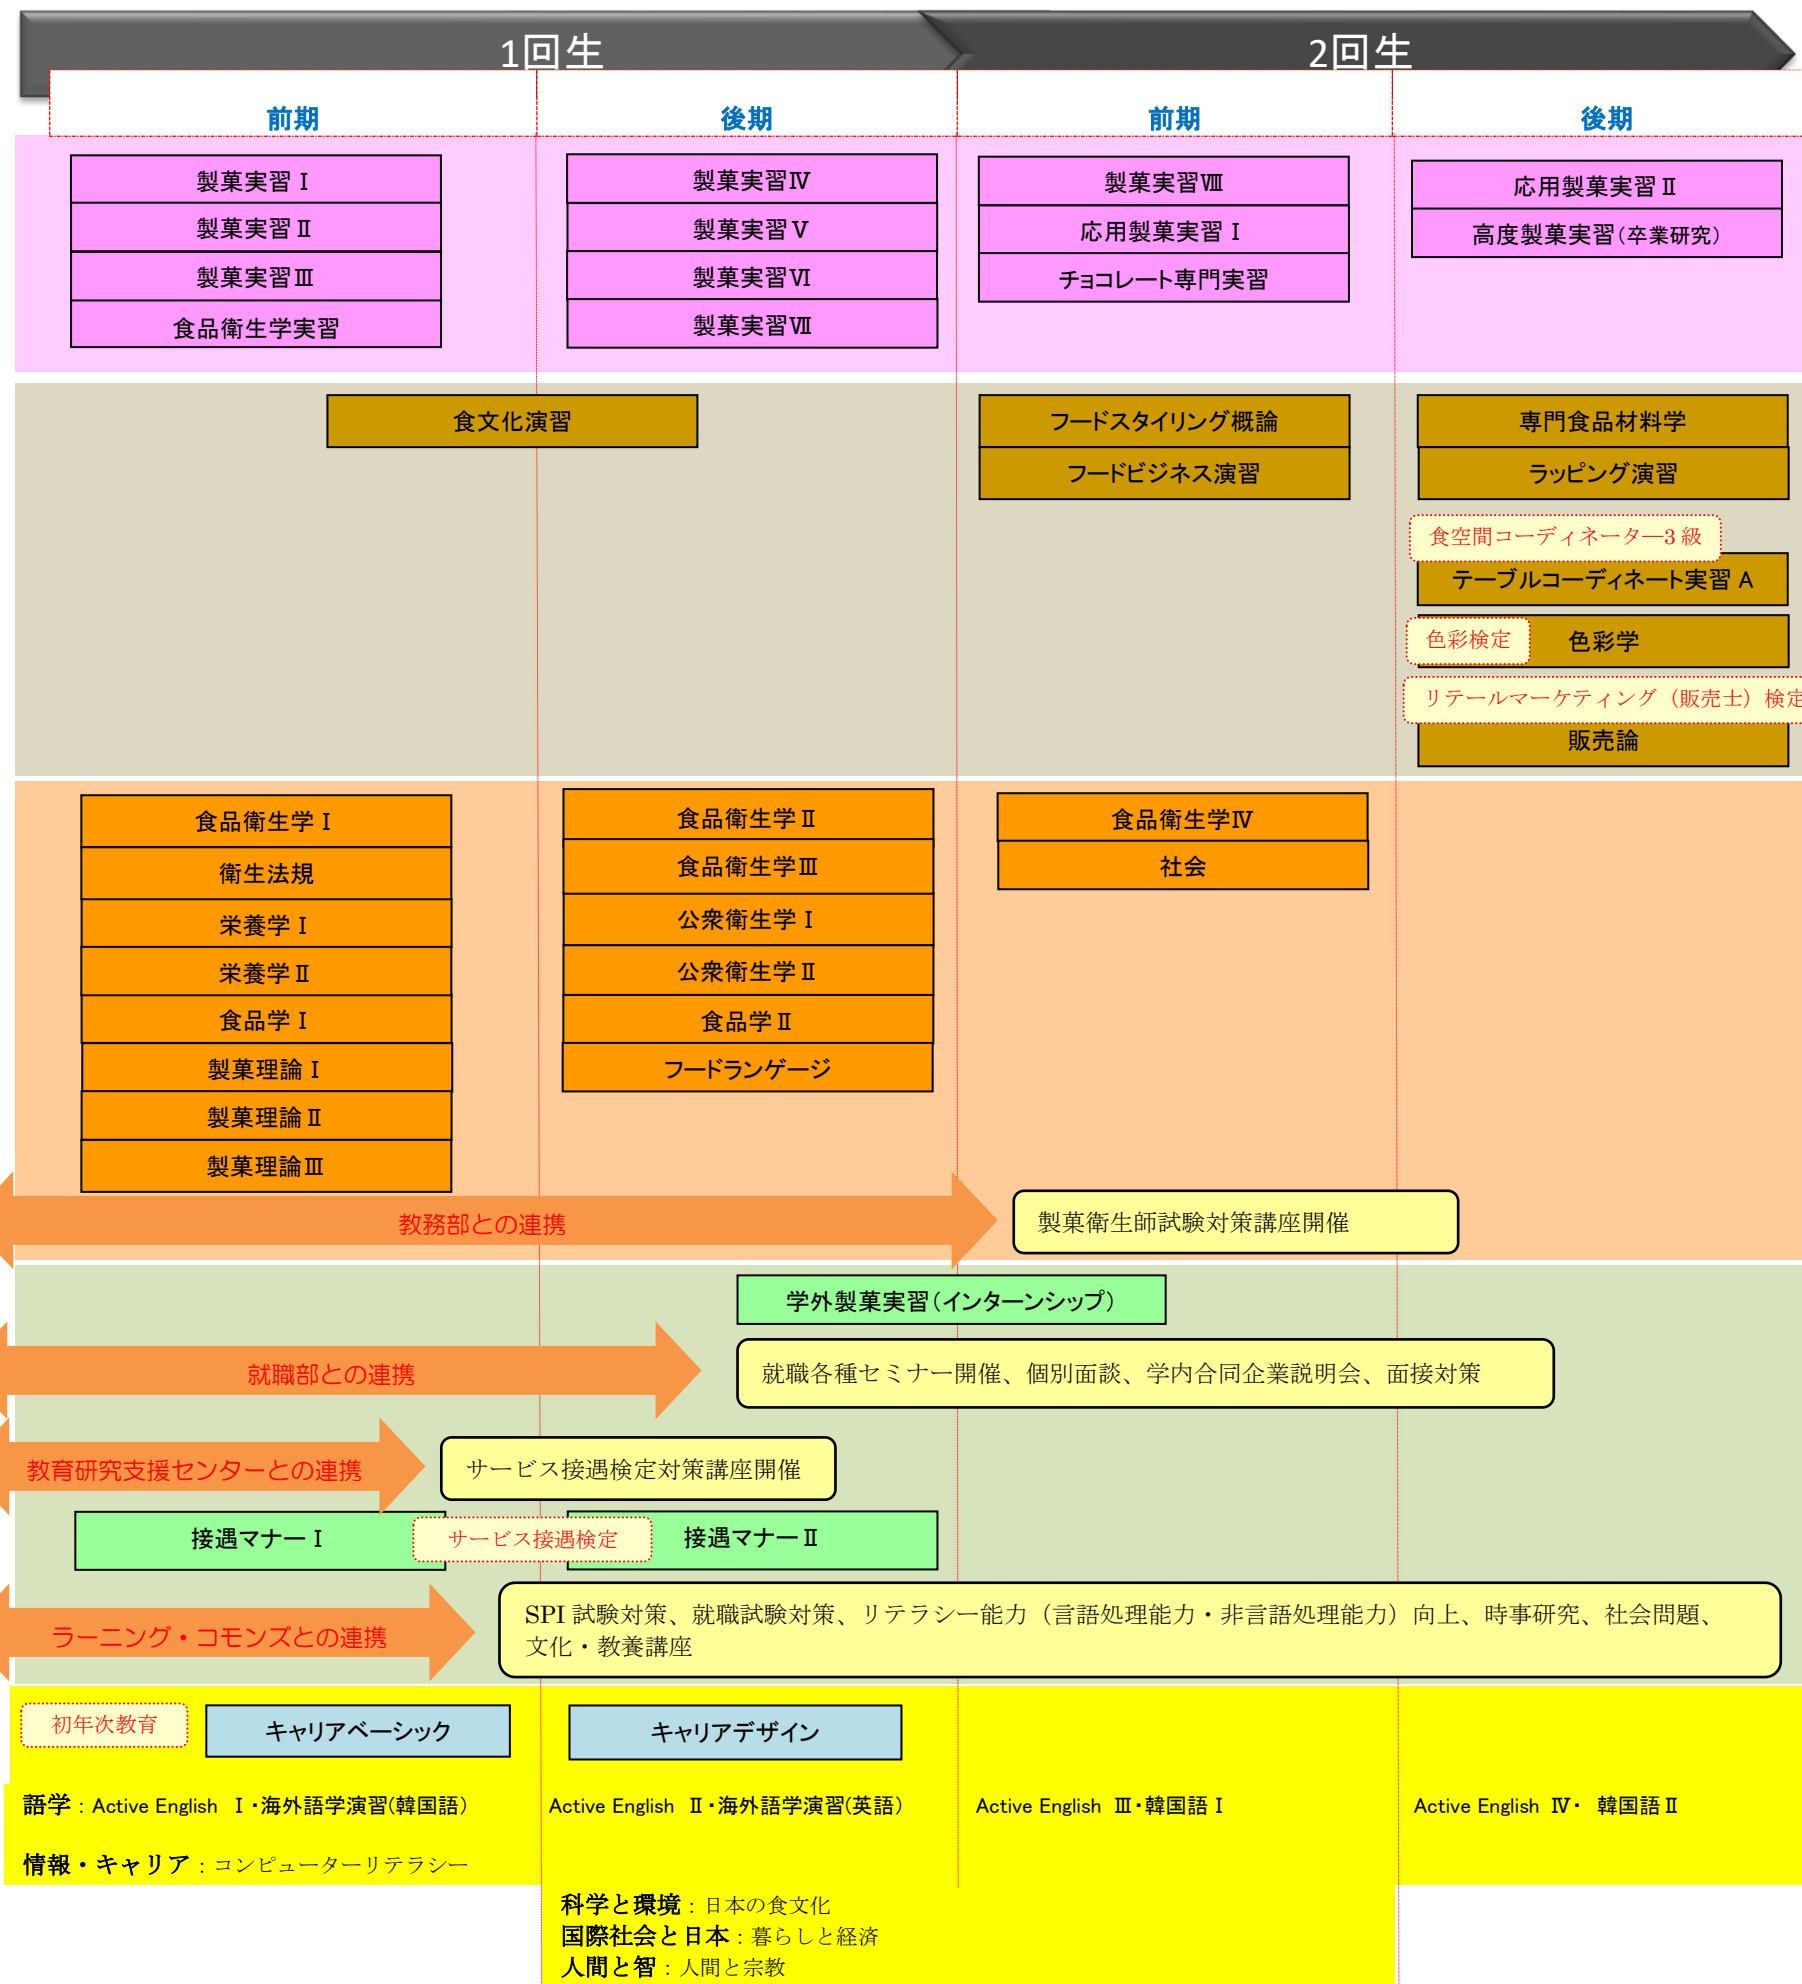 1回生
2回生
前期
後期
前期
後期
製菓実習Ⅰ
製菓実習Ⅱ
製菓実習Ⅲ
食品衛生学実習
製菓実習Ⅳ
製菓実習Ⅴ
製菓実習Ⅵ
製菓実習Ⅶ
製菓実習Ⅷ
応用製菓実習Ⅰ
チョコレート専門実習
応用製菓実習Ⅱ
高度製菓実習（卒業研究）
食文化演習
フードスタイリング概論
フードビジネス演習
専門食品材料学
ラッピング演習
食空間コーディネーター3級
テーブルコーディネート実習A
色彩検定
色彩学
リテールマーケティング（販売士）検定
販売論
食品衛生学Ⅰ
衛生法規
栄養学Ⅰ
栄養学Ⅱ
食品学Ⅰ
製菓理論Ⅰ
製菓理論Ⅱ
製菓理論Ⅲ
食品衛生学Ⅱ
食品衛生学Ⅲ
公衆衛生学Ⅰ
公衆衛生学Ⅱ
食品学Ⅱ
フードランゲージ
食品衛生学Ⅳ
社会
教務部との連携
製菓衛生師試験対策講座開催
学外製菓実習（インターンシップ）
就職部との連携
就職各種セミナー開催、個別面談、学内合同企業説明会、面接対策
教育研究支援センターとの連携
サービス接遇検定対策講座開催
接遇マナーⅠ
サービス接遇検定
接遇マナーⅡ
ラーニング・コモンズとの連携
SPI 試験対策、就職試験対策、リテラシー能力（言語処理能力・非言語処理能力）向上、時事研究、社会問題、
文化・教養講座
初年次教育
キャリアベーシック
キャリアデザイン
語学：Active English Ⅰ・海外語学演習(韓国語）
Active English Ⅱ・海外語学演習(英語）
Active English Ⅲ・韓国語Ⅰ
Active English Ⅳ・ 韓国語Ⅱ
情報・キャリア：コンピューターリテラシー
科学と環境：日本の食文化
国際社会と日本：暮らしと経済
人間と智：人間と宗教